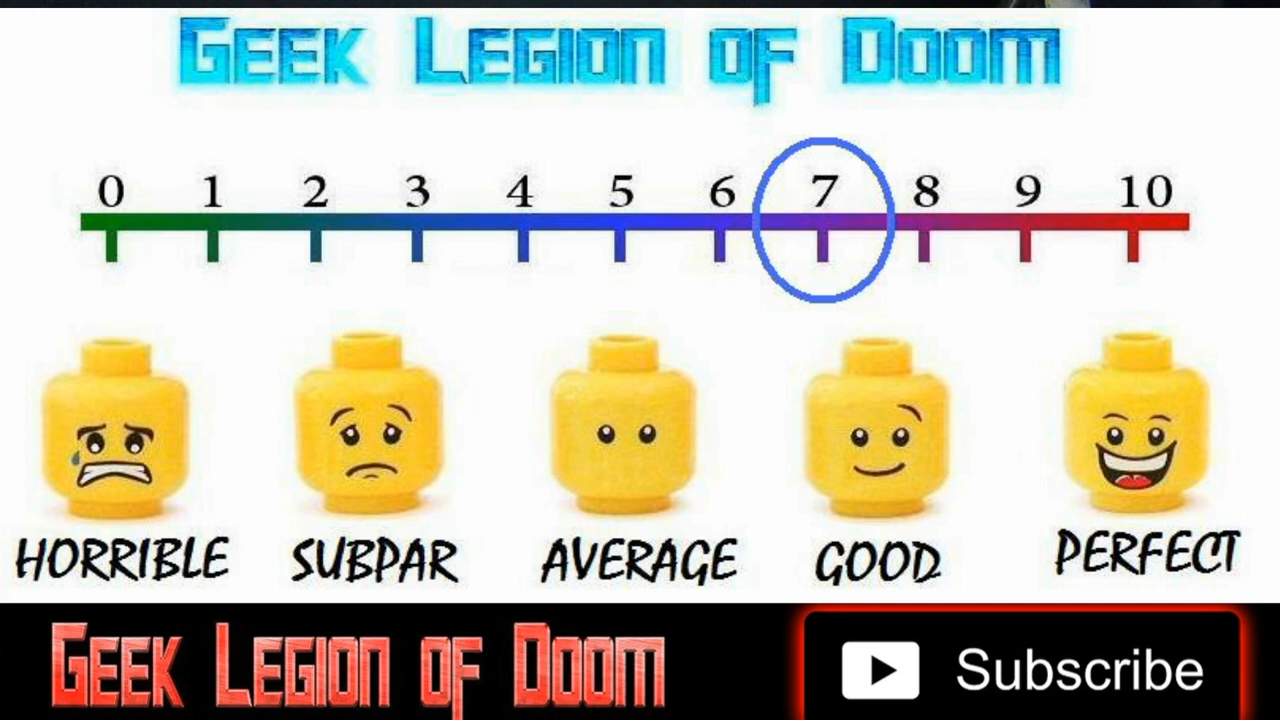 GEEK LEGION OF DOOM
0 1 2 3 4 5 6 7 8 9 10
HORRIBLE SUBPAR AVERAGE GOOD PERFECT
GEEK LEGION OF DOOM
Subscribe